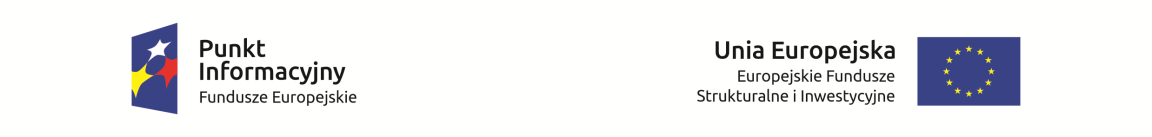 Punkt
Informacyjny
Fundusze Europejskie
Unia Europejska
Europejskie Fundusze
Strukturalne i Inwestycyjne